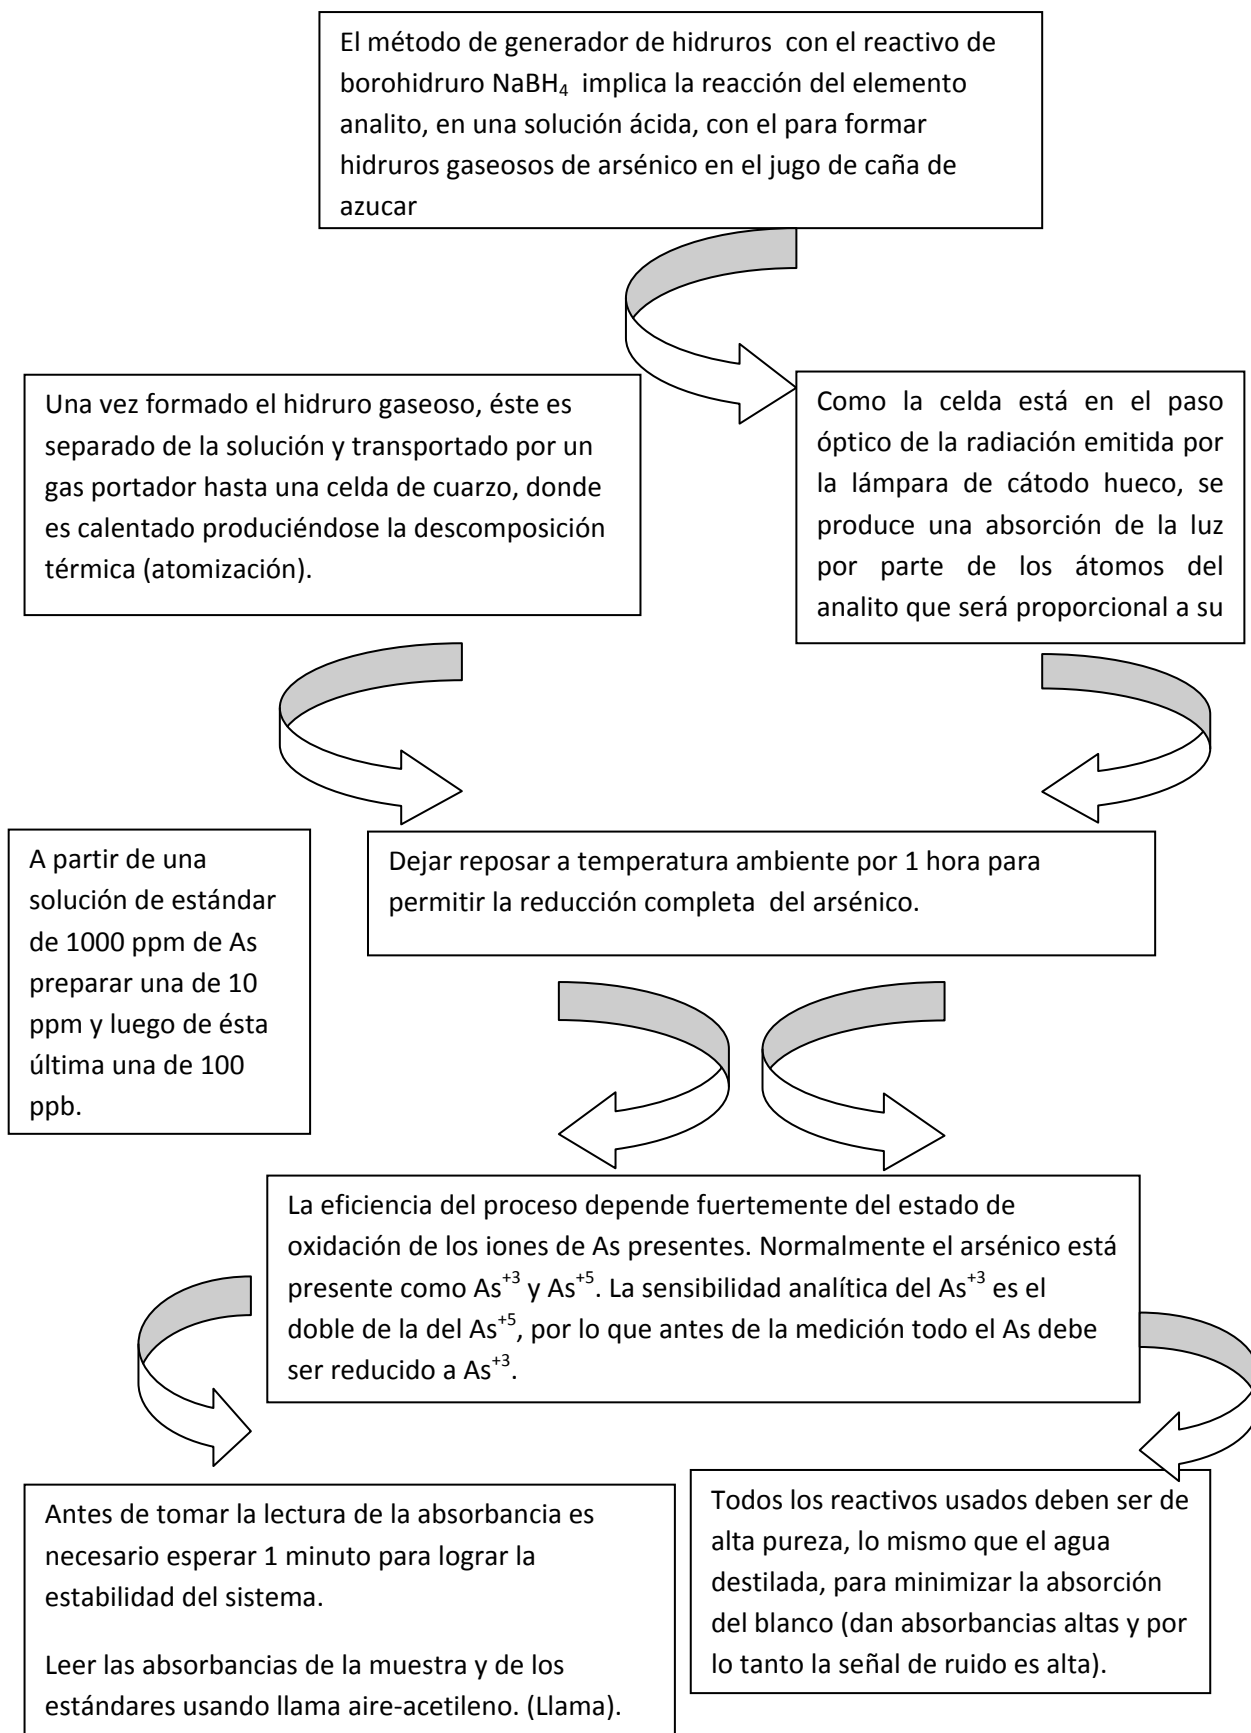 El método de generador de hidruros  con el reactivo de
borohidruro NaBH₄  implica la reacción del elemento
analito, en una solución ácida, con el para formar
hidruros gaseosos de arsénico en el jugo de caña de
azucar
Una vez formado el hidruro gaseoso, éste es
separado de la solución y transportado por un
gas portador hasta una celda de cuarzo, donde
es calentado produciéndose la descomposición
térmica (atomización).
Como la celda está en el paso
óptico de la radiación emitida por
la lámpara de cátodo hueco, se
produce una absorción de la luz
por parte de los átomos del
analito que será proporcional a su
A partir de una
solución de estándar
de 1000 ppm de As
preparar una de 10
ppm y luego de ésta
última una de 100
ppb.
Dejar reposar a temperatura ambiente por 1 hora para
permitir la reducción completa  del arsénico.
La eficiencia del proceso depende fuertemente del estado de
oxidación de los iones de As presentes. Normalmente el arsénico está
presente como As⁺³ y As⁺⁵. La sensibilidad analítica del As⁺³ es el
doble de la del As⁺⁵, por lo que antes de la medición todo el As debe
ser reducido a As⁺³.
Antes de tomar la lectura de la absorbancia es
necesario esperar 1 minuto para lograr la
estabilidad del sistema.
Leer las absorbancias de la muestra y de los
estándares usando llama aire-acetileno. (Llama).
Todos los reactivos usados deben ser de
alta pureza, lo mismo que el agua
destilada, para minimizar la absorción
del blanco (dan absorbancias altas y por
lo tanto la señal de ruido es alta).